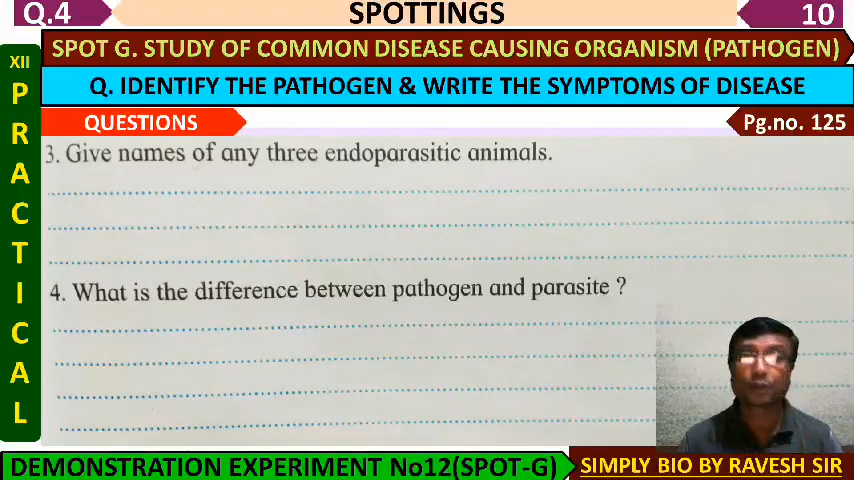 Q.4
SPOTTINGS
10
SPOT G. STUDY OF COMMON DISEASE CAUSING ORGANISM (PATHOGEN)
Q. IDENTIFY THE PATHOGEN & WRITE THE SYMPTOMS OF DISEASE
QUESTIONS
Pg.no. 125
XII
P
R
A
C
T
I
C
A
L
3. Give names of any three endoparasitic animals.
4. What is the difference between pathogen and parasite ?
DEMONSTRATION EXPERIMENT No12(SPOT-G)
SIMPLY BIO BY RAVESH SIR